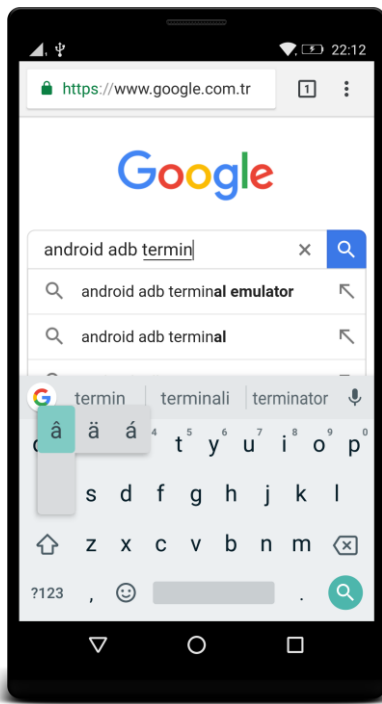 22:12
https://www.google.com.tr 1
Google
android adb termin
android adb terminal emulator
android adb terminal
G termin terminali terminator
â ä á 4 t 5 y 6 u 7 i 8 o 9 p 0
s d f g h j k l
z x c v b n m
?123 , .